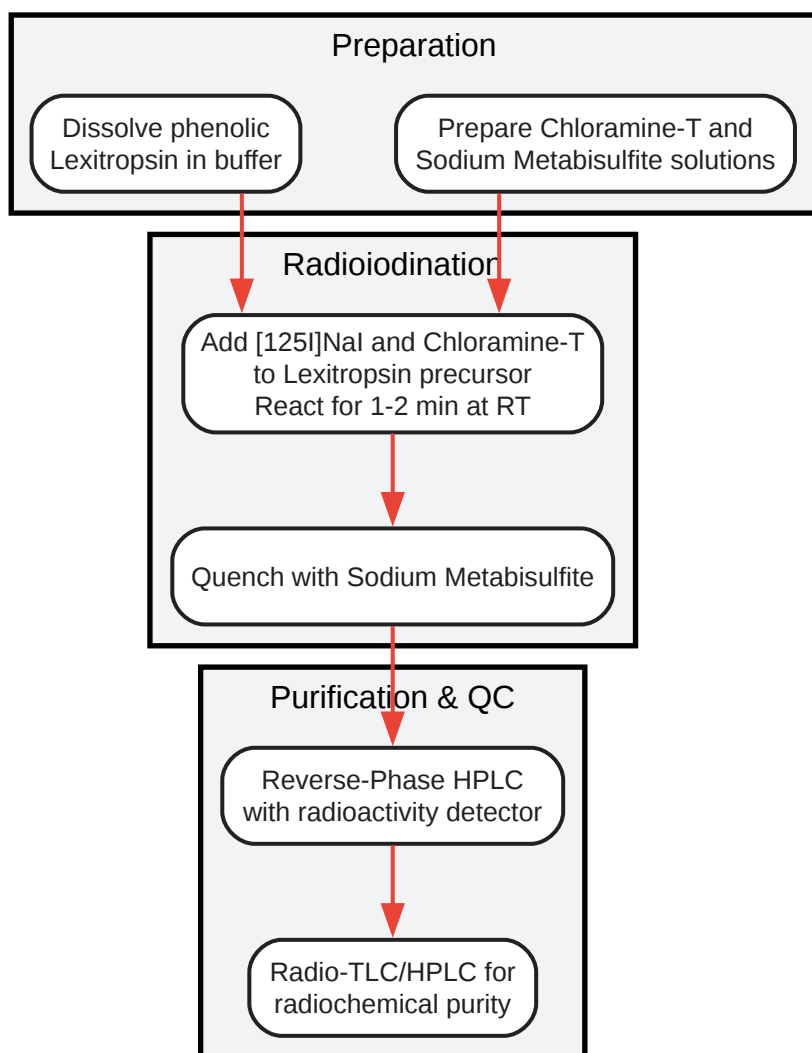 Preparation
Dissolve phenolic
Lexitropsin in buffer
Prepare Chloramine-T and
Sodium Metabisulfite solutions
Radioiodination
Add [125I]NaI and Chloramine-T
to Lexitropsin precursor
React for 1-2 min at RT
Quench with Sodium Metabisulfite
Purification & QC
Reverse-Phase HPLC
with radioactivity detector
Radio-TLC/HPLC for
radiochemical purity